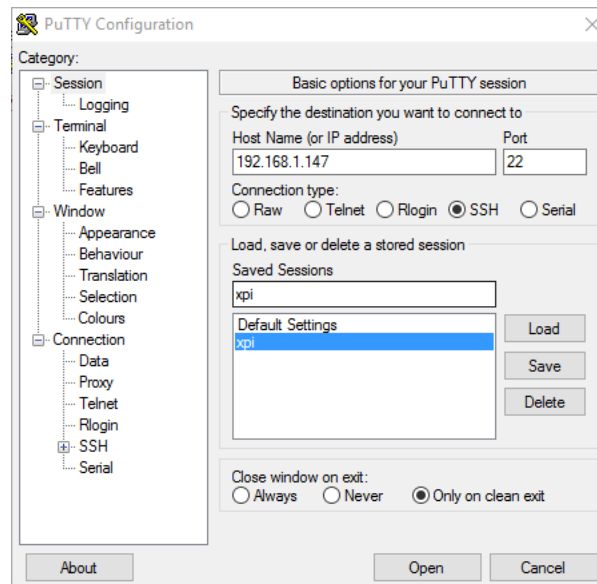 PuTTY Configuration
Category:
Session
Logging
Terminal
Keyboard
Bell
Features
Window
Appearance
Behaviour
Translation
Selection
Colours
Connection
Data
Proxy
Telnet
Rlogin
SSH
Serial
Basic options for your PuTTY session
Specify the destination you want to connect to
Host Name (or IP address) Port
192.168.1.147 22
Connection type:
Raw Telnet Rlogin SSH Serial
Load, save or delete a stored session
Saved Sessions
xpi
Default Settings
xpi
Load
Save
Delete
Close window on exit:
Always Never Only on clean exit
About Open Cancel